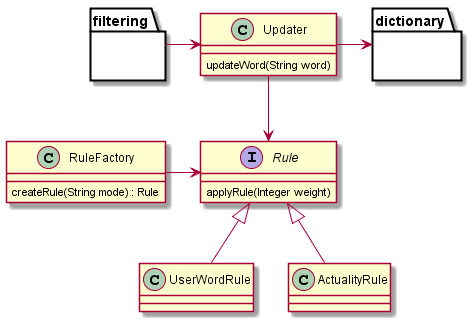 filtering
C Updater
updateWord(String word)
dictionary
C RuleFactory
createRule(String mode) : Rule
I Rule
applyRule(Integer weight)
C UserWordRule
C ActualityRule